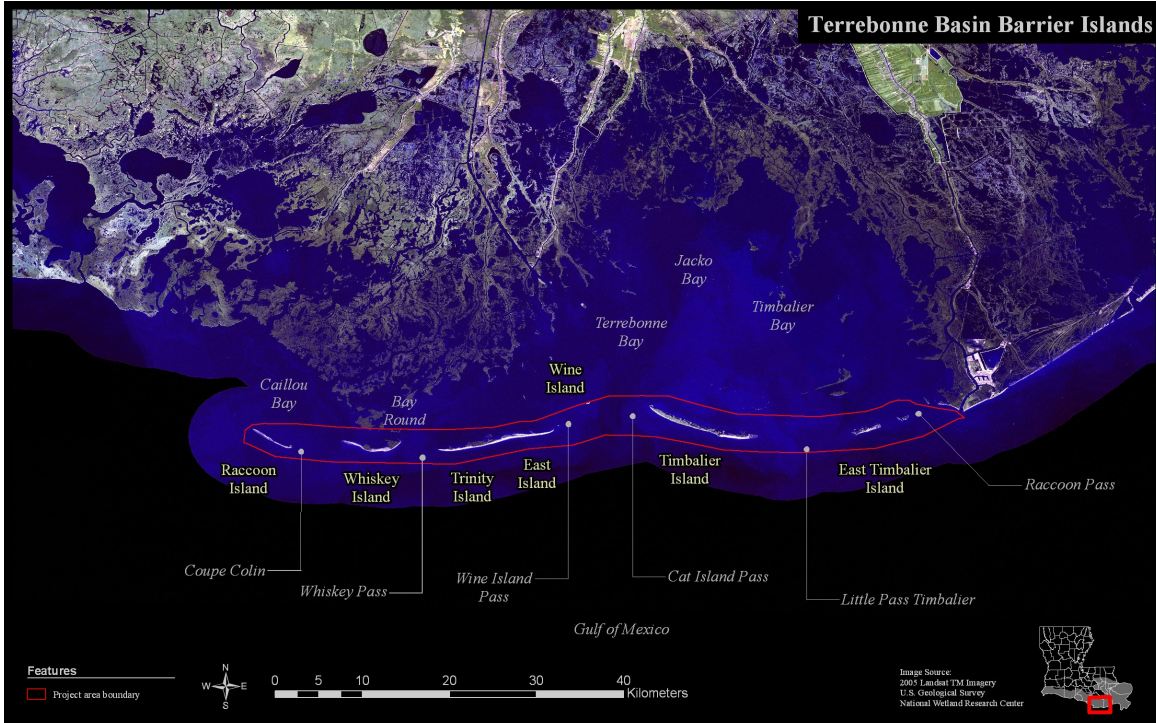 Terrebonne Basin Barrier Islands
Jacko
Bay
Timbalier
Bay
Terrebonne
Bay
Wine
Island
Caillou
Bay
Bay
Round
Raccoon
Island
Whiskey
Island
Trinity
Island
East
Island
Timbalier
Island
East Timbalier
Island
Raccoon Pass
Coupe Colin
Whiskey Pass
Wine Island
Pass
Cat Island Pass
Little Pass Timbalier
Gulf of Mexico
Features
Project area boundary
N
W E
S
0 5 10 20 30 40
Kilometers
Image Source:
2005 Landsat TM Imagery
U.S. Geological Survey
National Wetland Research Center